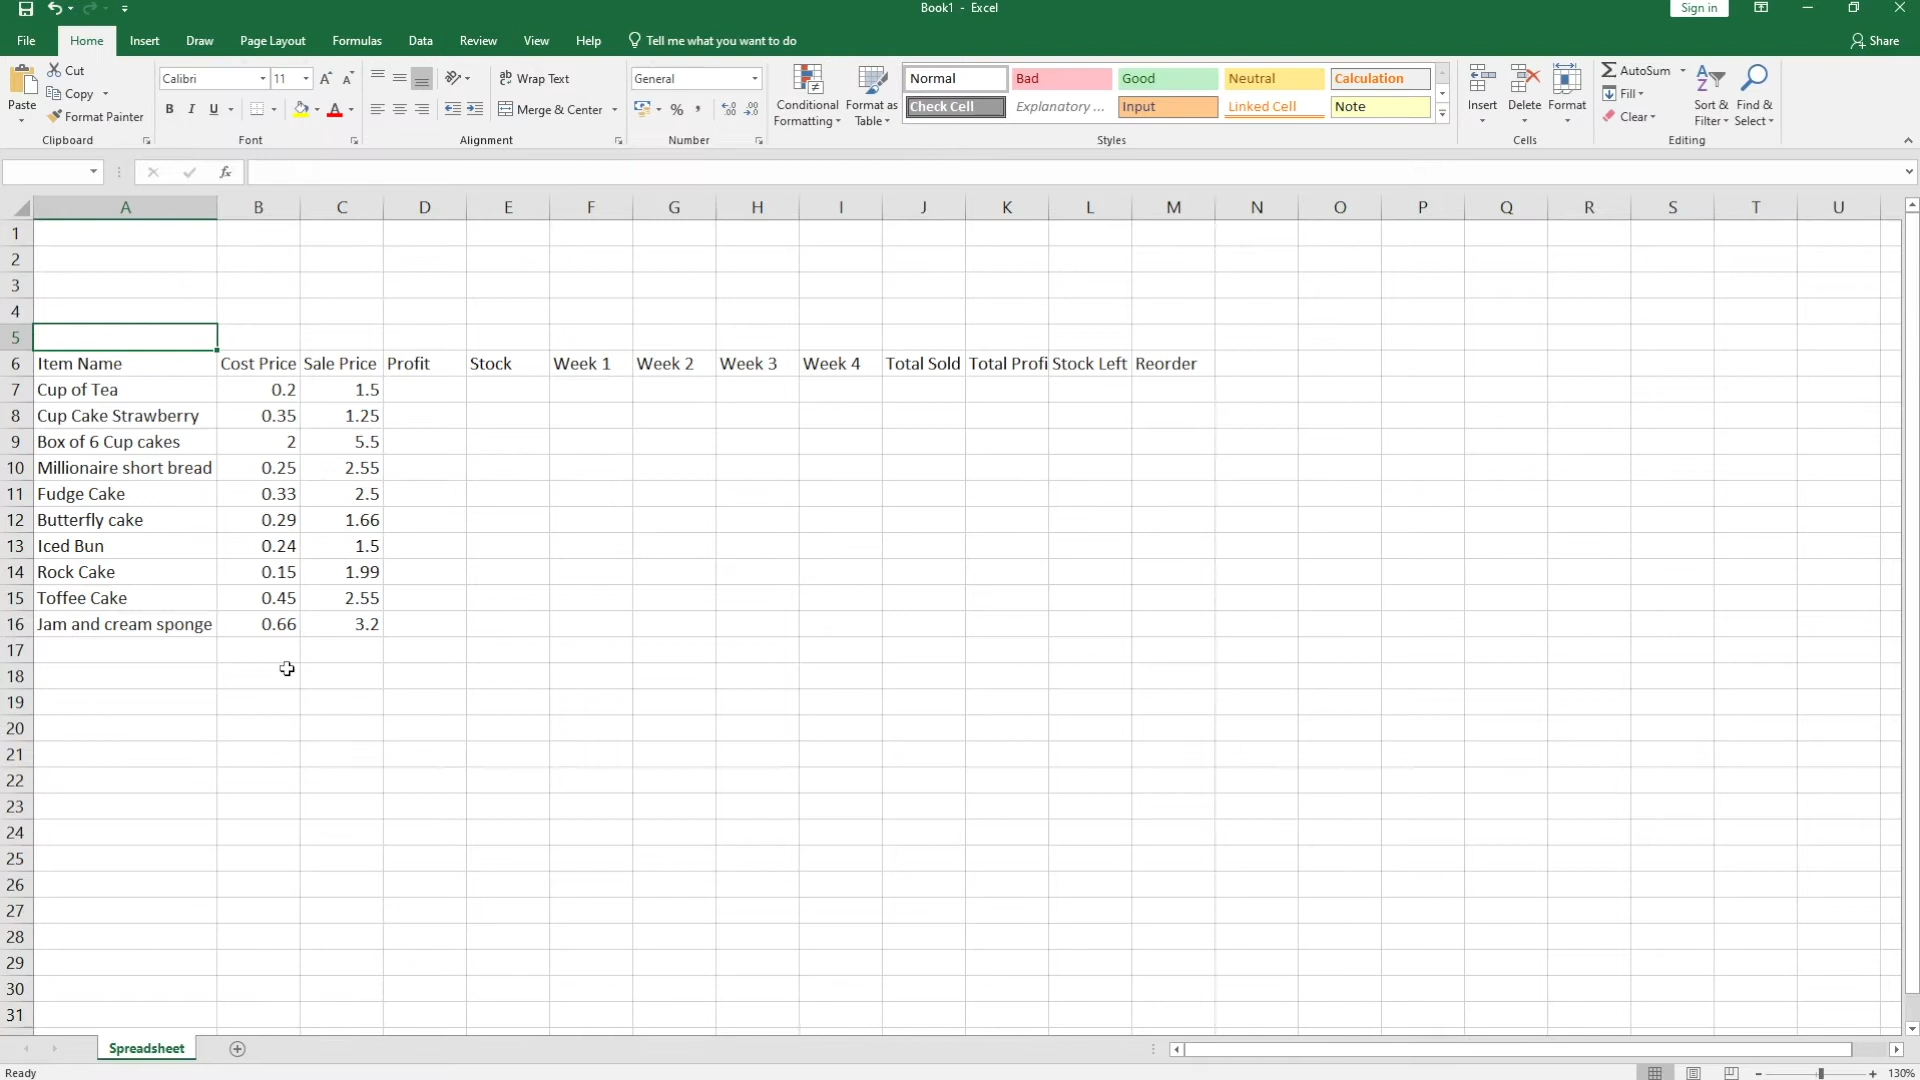 Book1 - Excel
Sign in
File Home Insert Draw Page Layout Formulas Data Review View Help Tell me what you want to do Share
Paste
Cut
Copy
Format Painter
Clipboard
Calibri 11
B I U
Font
Wrap Text
Merge & Center
Alignment
General
Number
Conditional Formatting
Format as Table
Normal Bad Good Neutral Calculation
Check Cell Explanatory ... Input Linked Cell Note
Styles
Insert Delete Format
Cells
AutoSum
Fill
Clear
Sort & Filter
Find & Select
Editing
fx
A B C D E F G H I J K L M N O P Q R S T U
1
2
3
4
5
6 Item Name Cost Price Sale Price Profit Stock Week 1 Week 2 Week 3 Week 4 Total Sold Total Profi Stock Left Reorder
7 Cup of Tea 0.2 1.5
8 Cup Cake Strawberry 0.35 1.25
9 Box of 6 Cup cakes 2 5.5
10 Millionaire short bread 0.25 2.55
11 Fudge Cake 0.33 2.5
12 Butterfly cake 0.29 1.66
13 Iced Bun 0.24 1.5
14 Rock Cake 0.15 1.99
15 Toffee Cake 0.45 2.55
16 Jam and cream sponge 0.66 3.2
17
18
19
20
21
22
23
24
25
26
27
28
29
30
31
Spreadsheet
Ready
130%